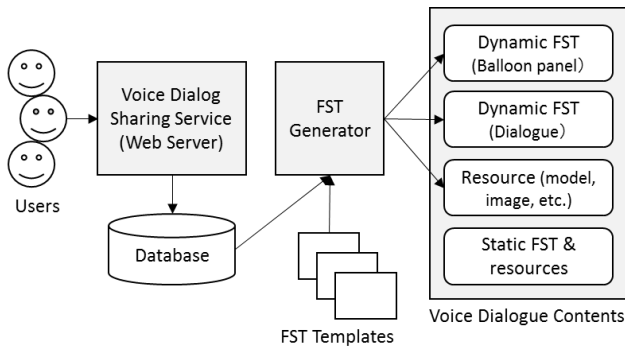 Users
Voice Dialog
Sharing Service
(Web Server)
Database
FST
Generator
FST Templates
Dynamic FST
(Balloon panel)
Dynamic FST
(Dialogue)
Resource (model,
image, etc.)
Static FST &
resources
Voice Dialogue Contents